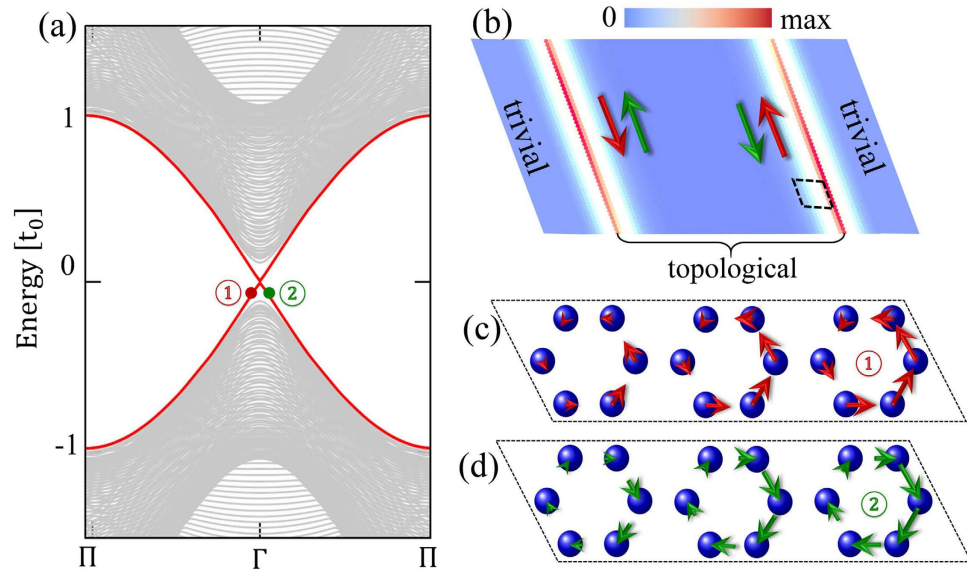 (a)
Energy [t₀]
1
0
-1
Π
Γ
Π
①
②
(b)
0
max
trivial
trivial
topological
(c)
①
(d)
②